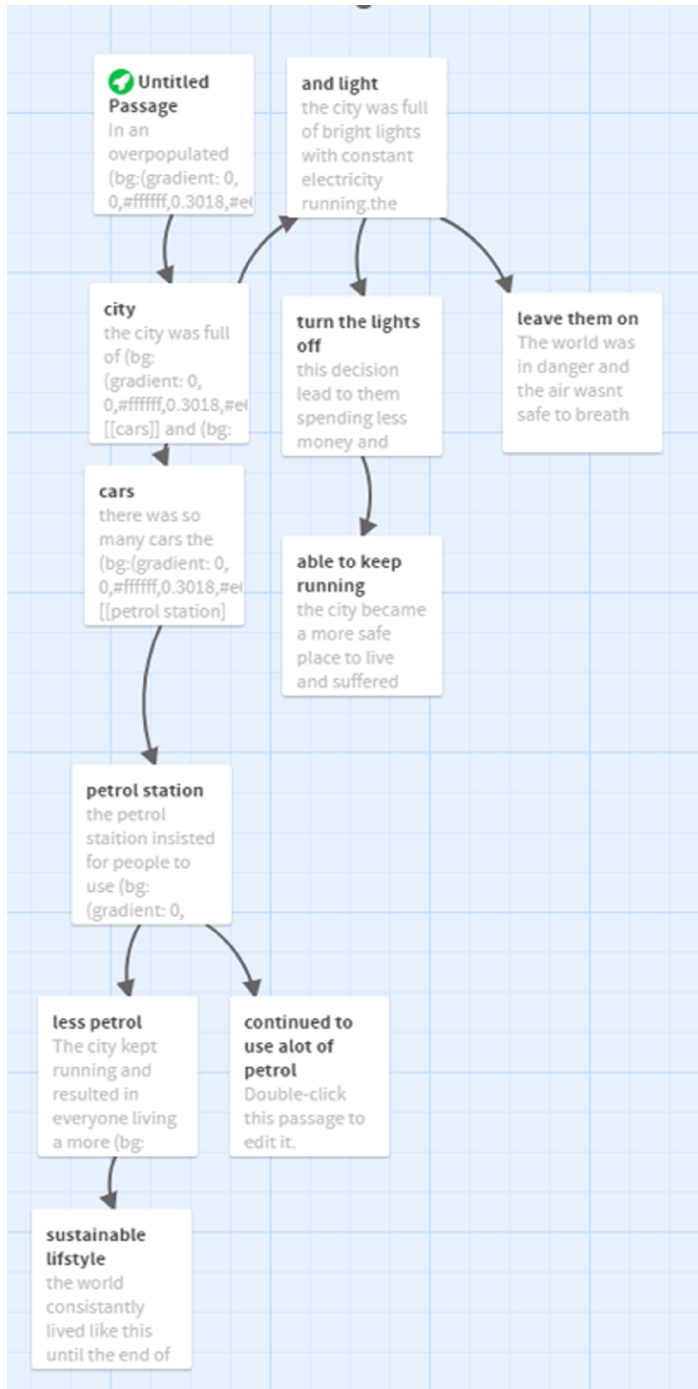 Untitled
Passage
In an
overpopulated
(bg:(gradient: 0,
0,#ffffff,0.3018,#e
and light
the city was full
of bright lights
with constant
electricity
running.the
city
the city was full
of (bg:
(gradient: 0,
0,#ffffff,0.3018,#e
[[cars]] and (bg:
turn the lights
off
this decision
lead to them
spending less
money and
leave them on
The world was
in danger and
the air wasnt
safe to breath
cars
there was so
many cars the
(bg:(gradient: 0,
0,#ffffff,0.3018,#e
[[petrol station]
able to keep
running
the city became
a more safe
place to live
and suffered
petrol station
the petrol
staition insisted
for people to
use (bg:
(gradient: 0,
less petrol
The city kept
running and
resulted in
everyone living
a more (bg:
continued to
use alot of
petrol
Double-click
this passage to
edit it.
sustainable
lifstyle
the world
consistantly
lived like this
until the end of